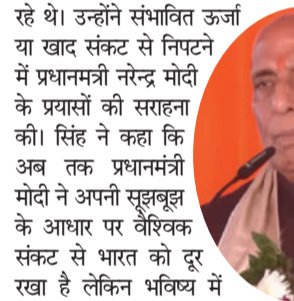 रहे थे। उन्होंने संभावित ऊर्जा
या खाद संकट से निपटने
में प्रधानमत्री नरेन्द्र मोदी
के प्रयासों की सराहना
की। सिंह ने कहा कि
अब तक प्रधानमंत्री
मोदी ने अपनी सूझबूझ
के आधार पर वैश्विक
संकट से भारत को दूर
रखा है लेकिन भविष्य में